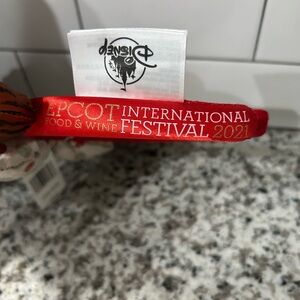 Disney
EPCOT INTERNATIONAL
FOOD & WINE FESTIVAL 2021